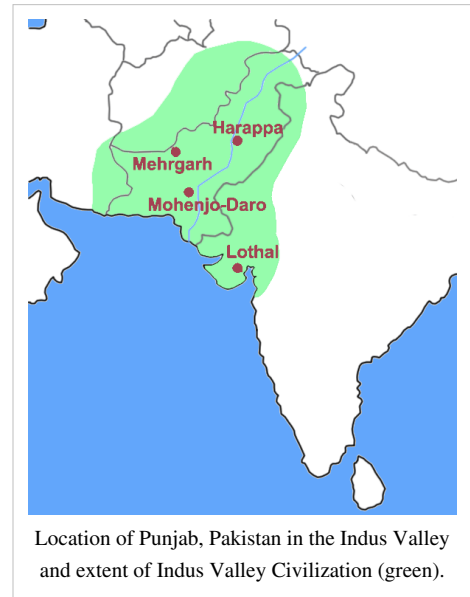 Harappa
Mehrgarh
Mohenjo-Daro
Lothal
Location of Punjab, Pakistan in the Indus Valley
and extent of Indus Valley Civilization (green).